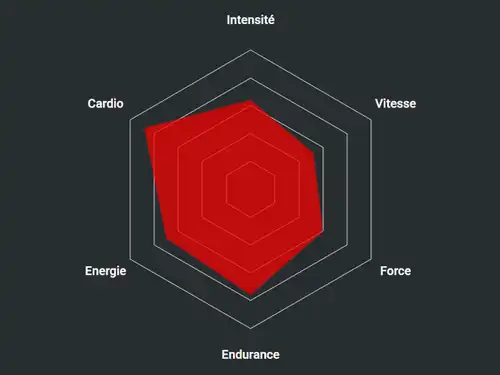 Intensité
Cardio
Vitesse
Energie
Force
Endurance